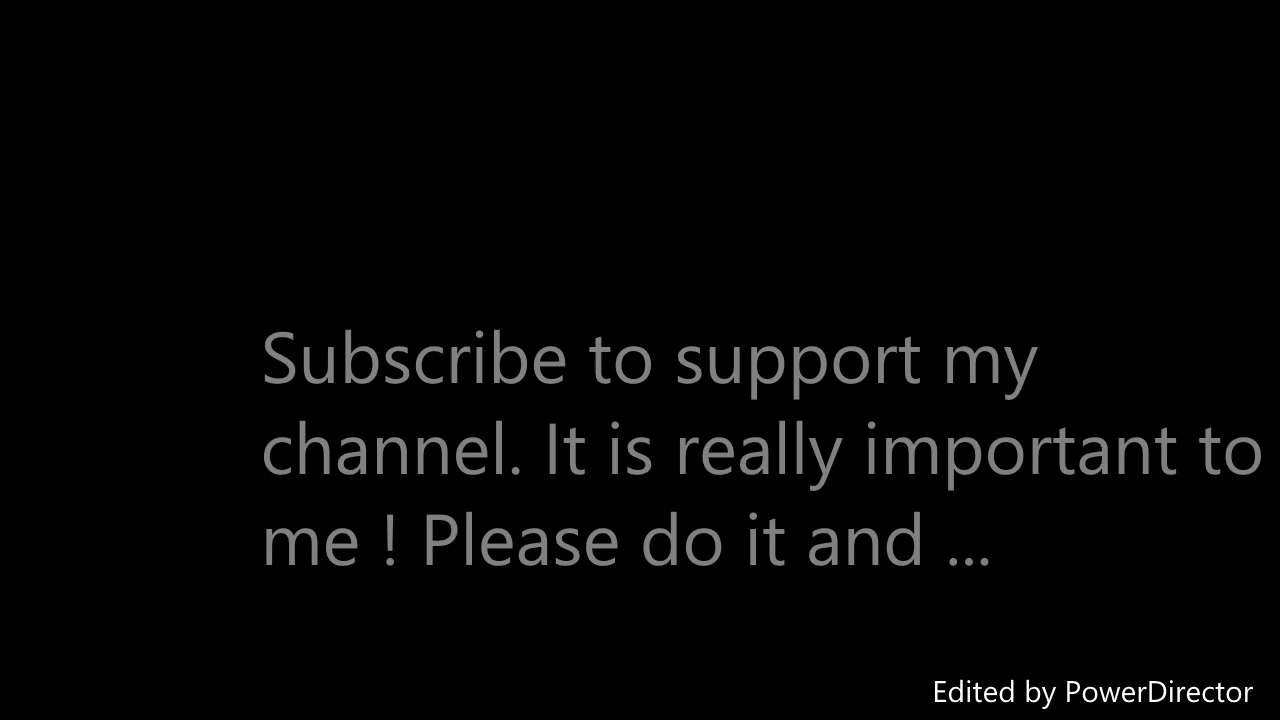 Subscribe to support my
channel. It is really important to
me ! Please do it and ...
Edited by PowerDirector